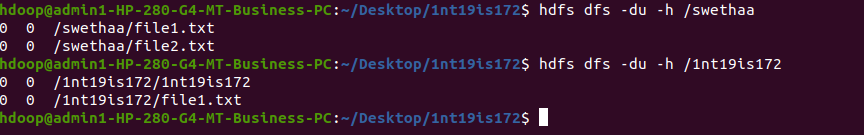 hdoop@admin1-HP-280-G4-MT-Business-PC:~/Desktop/1nt19is172$ hdfs dfs -du -h /swethaa
0  0  /swethaa/file1.txt
0  0  /swethaa/file2.txt
hdoop@admin1-HP-280-G4-MT-Business-PC:~/Desktop/1nt19is172$ hdfs dfs -du -h /1nt19is172
0  0  /1nt19is172/1nt19is172
0  0  /1nt19is172/file1.txt
hdoop@admin1-HP-280-G4-MT-Business-PC:~/Desktop/1nt19is172$